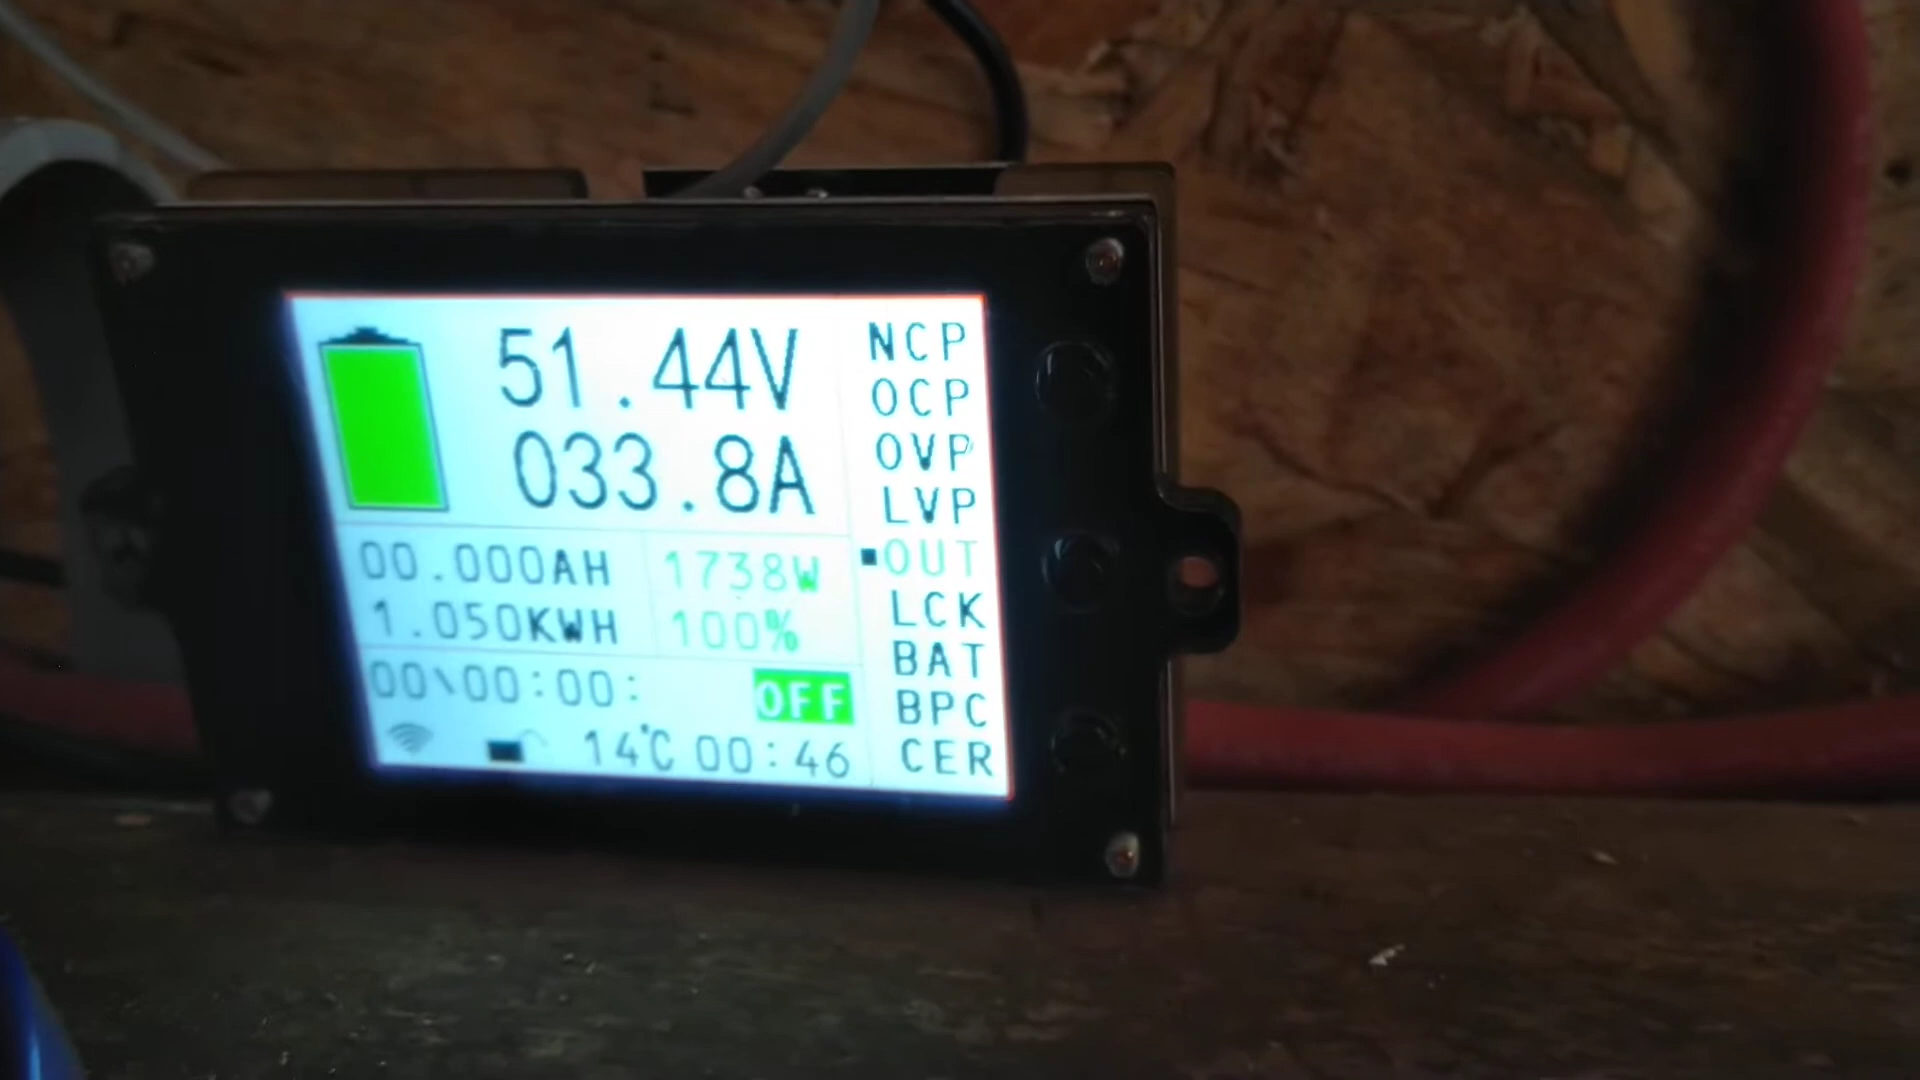 51.44V
033.8A
00.000AH
1738W
1.050KWH
100%
00\00:00:
OFF
14°C 00:46
NCP
OCP
OVP
LVP
OUT
LCK
BAT
BPC
CER